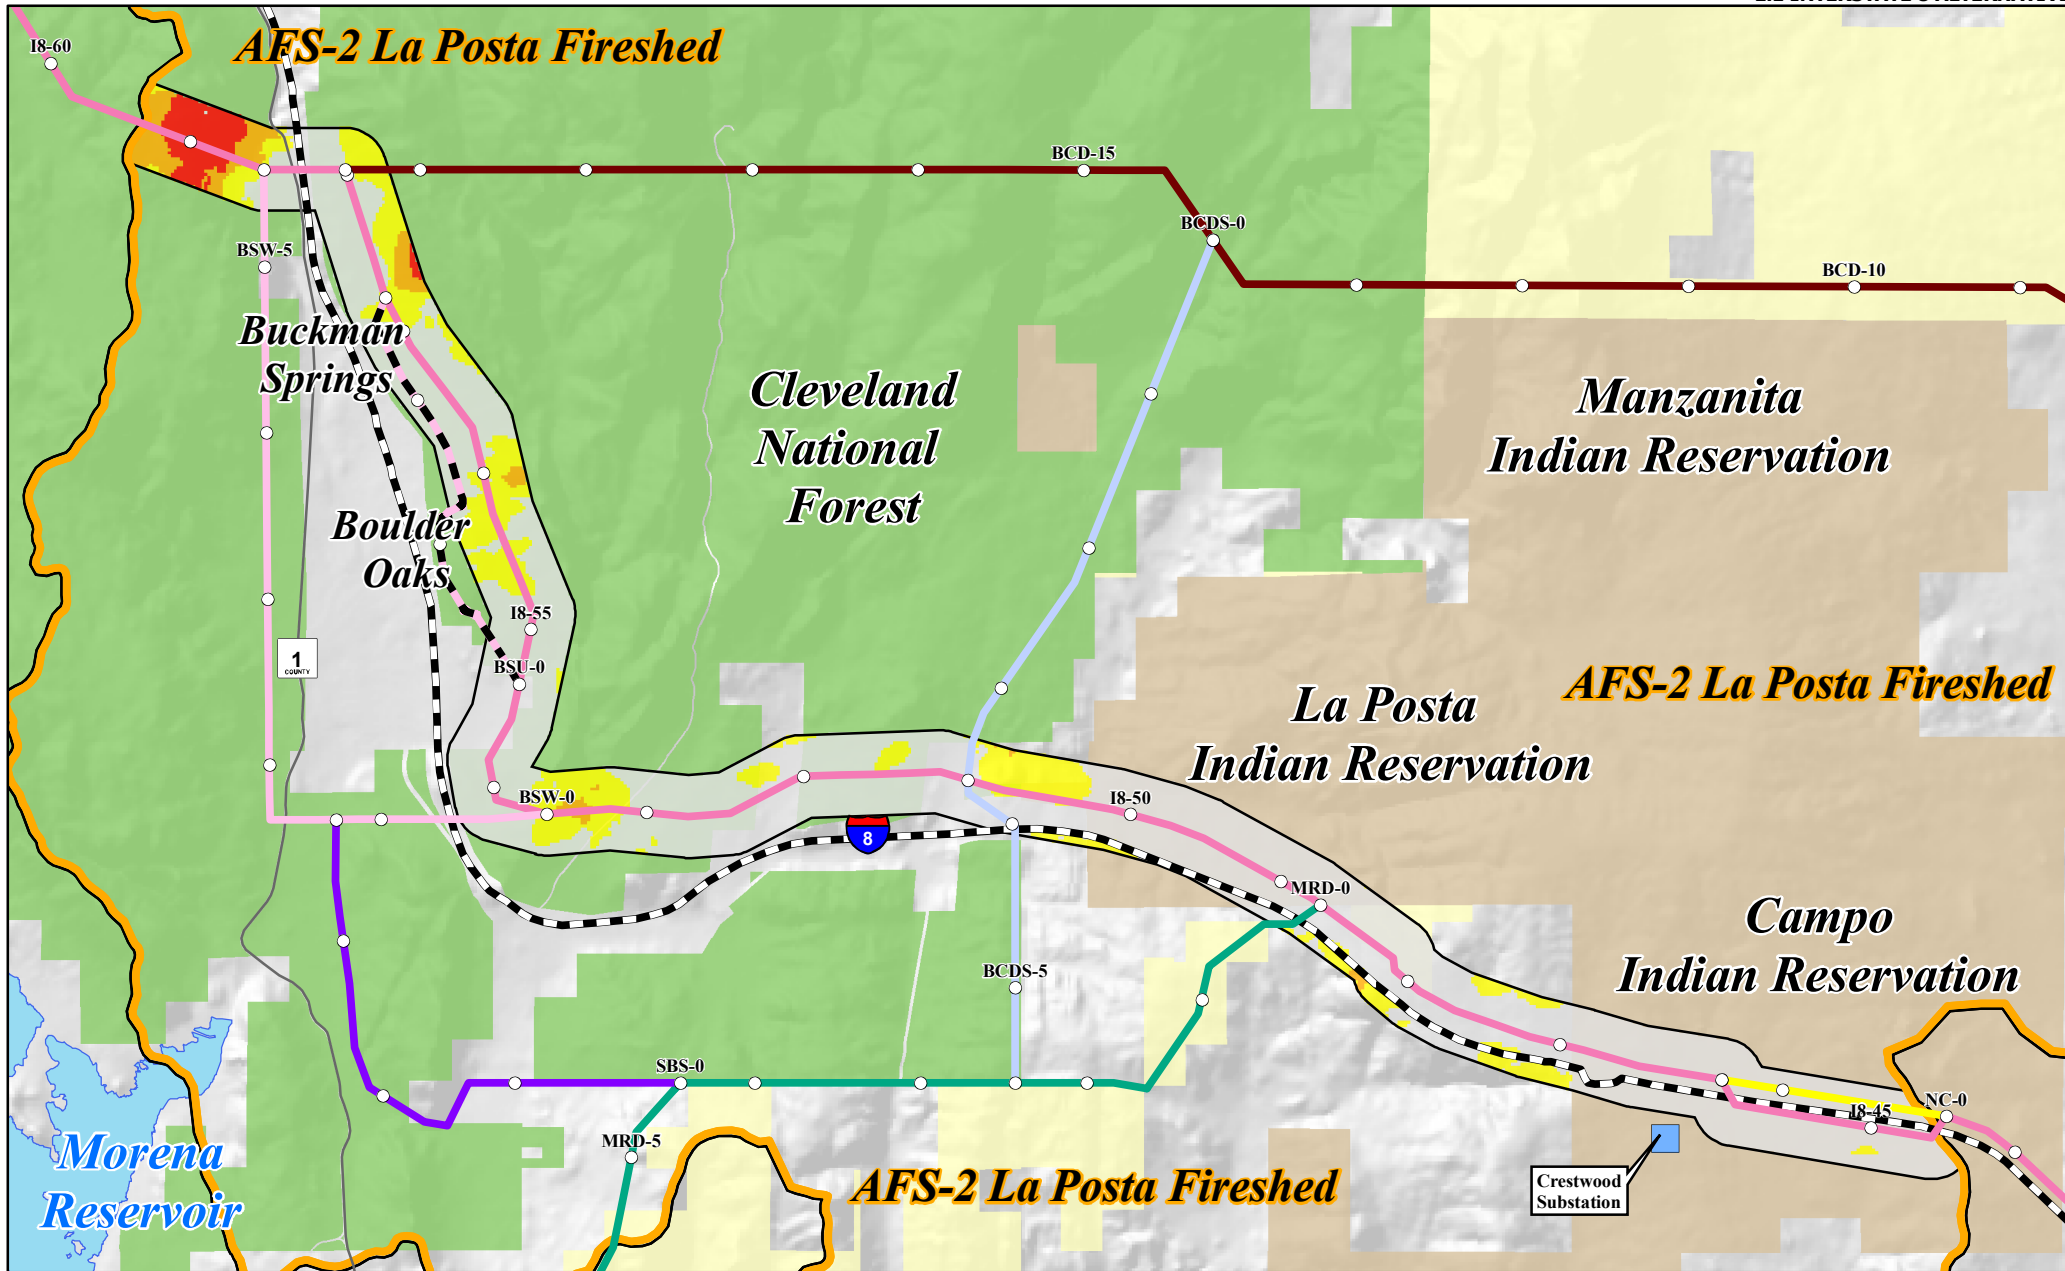 I8-60
AFS-2 La Posta Fireshed
BCD-15
BCDS-0
BSW-5
BCD-10
Buckman
Springs
Cleveland
National
Forest
Manzanita
Indian Reservation
Boulder
Oaks
I8-55
1
COUNTY
BSU-0
La Posta
Indian Reservation
AFS-2 La Posta Fireshed
BSW-0
I8-50
8
MRD-0
Campo
Indian Reservation
BCDS-5
SBS-0
NC-0
I8-45
MRD-5
Morena
Reservoir
AFS-2 La Posta Fireshed
Crestwood
Substation